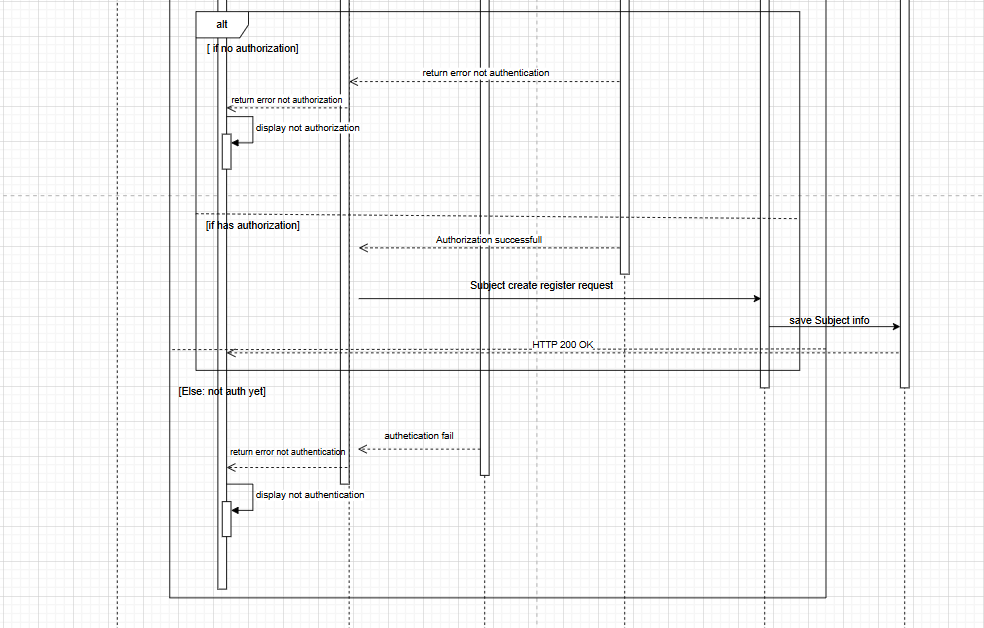 alt
[ if no authorization]
return error not authentication
return error not authorization
display not authorization
[if has authorization]
Authorization successfull
Subject create register request
save Subject info
HTTP 200 OK
[Else: not auth yet]
authetication fail
return error not authentication
display not authentication